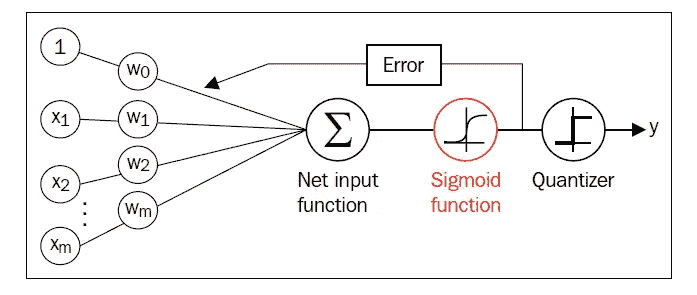 1
w0
Error
x1
w1
Σ
y
x2
w2
Net input
function
Sigmoid
function
Quantizer
wm
xm